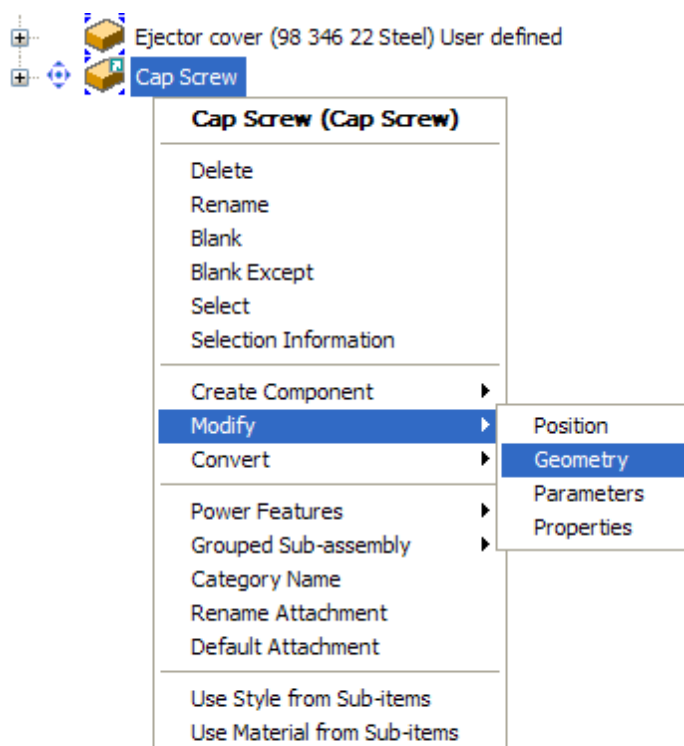 Ejector cover (98 346 22 Steel) User defined
Cap Screw
Cap Screw (Cap Screw)
Delete
Rename
Blank
Blank Except
Select
Selection Information
Create Component
Modify
Convert
Position
Geometry
Parameters
Properties
Power Features
Grouped Sub-assembly
Category Name
Rename Attachment
Default Attachment
Use Style from Sub-items
Use Material from Sub-items